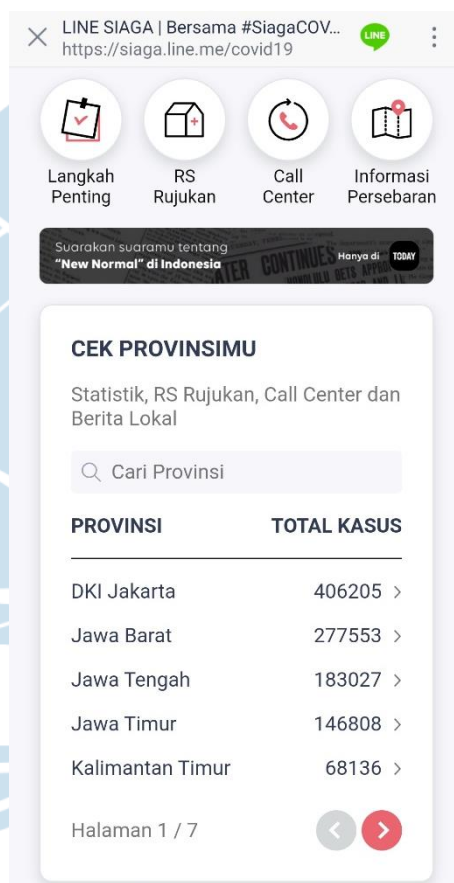 LINE SIAGA | Bersama #SiagaCOV...
https://siaga.line.me/covid19
LINE
Langkah Penting
RS Rujukan
Call Center
Informasi Persebaran
Suarakan suaramu tentang
"New Normal" di Indonesia
CONTINUES
Hanya di
TODAY
CEK PROVINSIMU
Statistik, RS Rujukan, Call Center dan
Berita Lokal
Cari Provinsi
PROVINSI TOTAL KASUS
DKI Jakarta 406205
Jawa Barat 277553
Jawa Tengah 183027
Jawa Timur 146808
Kalimantan Timur 68136
Halaman 1 / 7